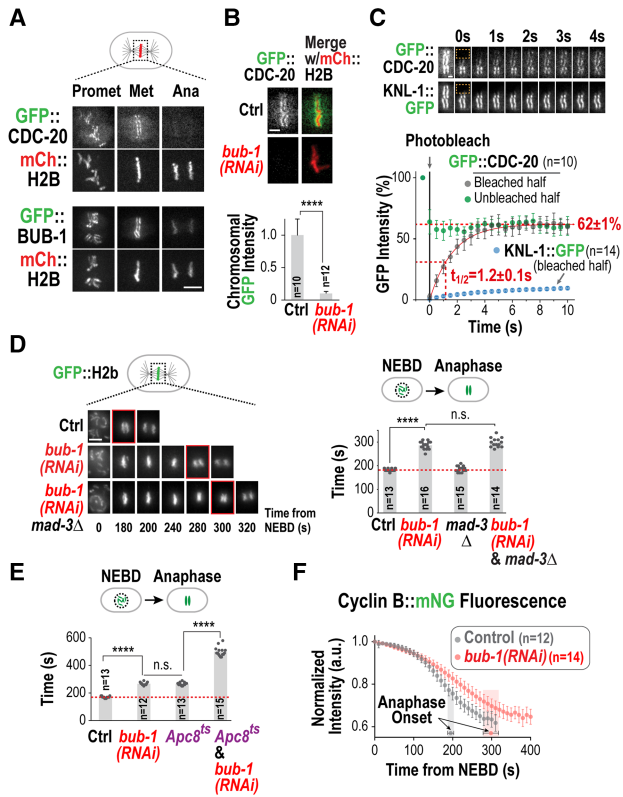 A
Promet Met Ana
GFP::
CDC-20
mCh::
H2B
GFP::
BUB-1
mCh::
H2B
B
GFP::
CDC-20
Merge
w/mCh::
H2B
Ctrl
bub-1
(RNAi)
Chromosomal
GFP Intensity
1.0
0.5
0
****
n=10
n=12
Ctrl bub-1
(RNAi)
C
0s 1s 2s 3s 4s
GFP::
CDC-20
KNL-1::
GFP
Photobleach
GFP::CDC-20 (n=10)
Bleached half
Unbleached half
62±1%
KNL-1::GFP (n=14)
(bleached half)
t1/2=1.2±0.1s
GFP Intensity (%)
100
50
0
0 2 4 6 8 10
Time (s)
D
GFP::H2b
Ctrl
bub-1
(RNAi)
bub-1
(RNAi)
mad-3Δ
0 180 200 240 280 300 320
Time from
NEBD (s)
NEBD Anaphase
**** n.s.
Time (s)
300
200
100
0
n=13
n=16
n=15
n=14
Ctrl bub-1
(RNAi)
mad-3
Δ
bub-1
(RNAi)
& mad-3Δ
E
NEBD Anaphase
****
n.s.
****
Time (s)
600
400
200
0
n=13
n=12
n=13
n=15
Ctrl bub-1
(RNAi)
Apc8ts
Apc8ts
&
bub-1
(RNAi)
F
Cyclin B::mNG Fluorescence
Control (n=12)
bub-1(RNAi) (n=14)
Anaphase
Onset
Normalized
Intensity (a.u.)
1.0
0.8
0.6
0 100 200 300 400
Time from NEBD (s)